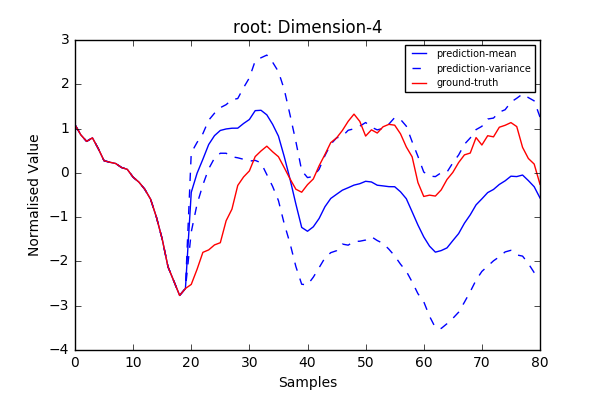 root: Dimension-4
3
2
1
0
−1
−2
−3
−4
Normalised Value
prediction-mean
prediction-variance
ground-truth
0 10 20 30 40 50 60 70 80
Samples